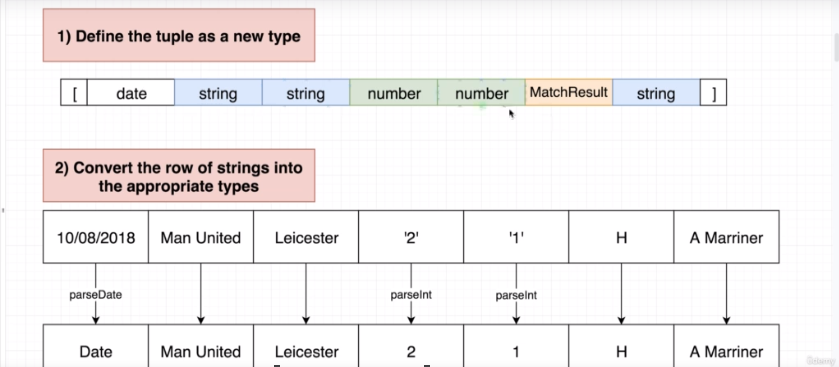 1) Define the tuple as a new type
[ date string string number number MatchResult string ]
2) Convert the row of strings into
the appropriate types
10/08/2018 Man United Leicester '2' '1' H A Marriner
parseDate parseInt parseInt
Date Man United Leicester 2 1 H A Marriner
Udemy